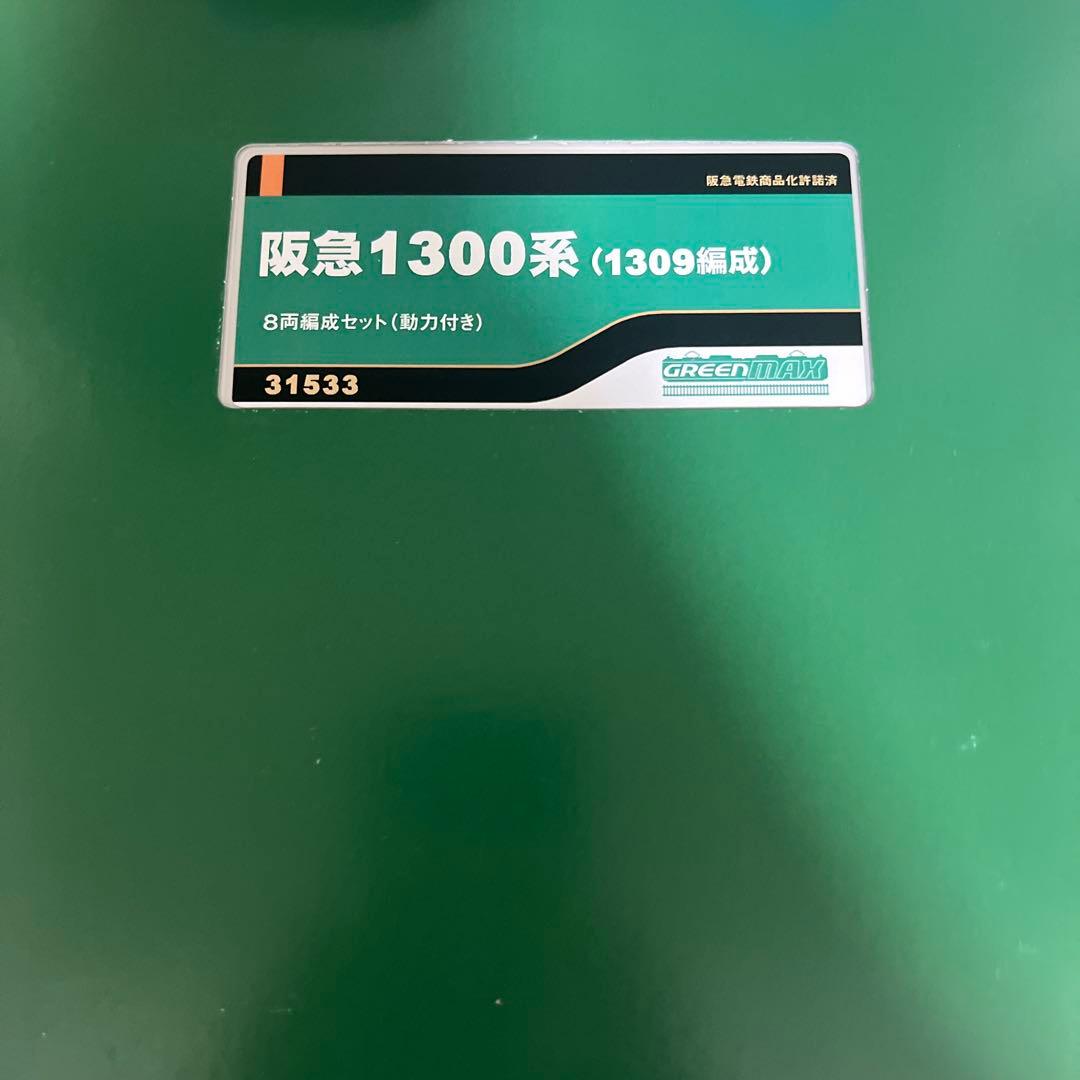 阪急電鉄商品化許諾済
阪急1300系(1309編成)
8両編成セット(動力付き)
31533
GREENMAX